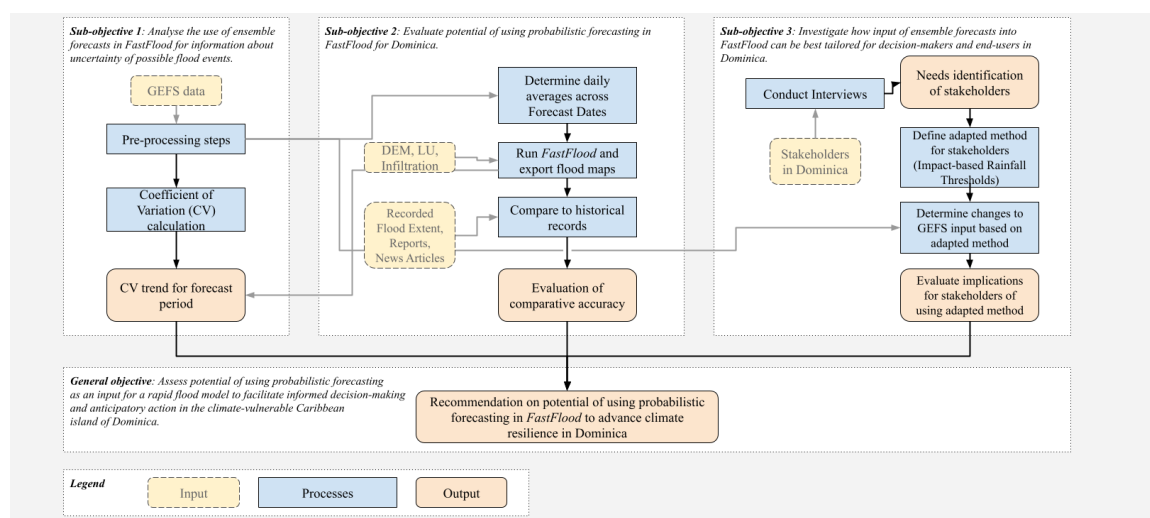 Sub-objective 1: Analyse the use of ensemble
forecasts in FastFlood for information about
uncertainty of possible flood events.
GEFS data
Pre-processing steps
Coefficient of
Variation (CV)
calculation
CV trend for forecast
period
Sub-objective 2: Evaluate potential of using probabilistic forecasting in
FastFlood for Dominica.
Determine daily
averages across
Forecast Dates
DEM, LU,
Infiltration
Run FastFlood and
export flood maps
Recorded
Flood Extent,
Reports,
News Articles
Compare to historical
records
Evaluation of
comparative accuracy
Sub-objective 3: Investigate how input of ensemble forecasts into
FastFlood can be best tailored for decision-makers and end-users in
Dominica.
Conduct Interviews
Needs identification
of stakeholders
Stakeholders
in Dominica
Define adapted method
for stakeholders
(Impact-based Rainfall
Thresholds)
Determine changes to
GEFS input based on
adapted method
Evaluate implications
for stakeholders of
using adapted method
General objective: Assess potential of using probabilistic forecasting
as an input for a rapid flood model to facilitate informed decision-making
and anticipatory action in the climate-vulnerable Caribbean
island of Dominica.
Recommendation on potential of using probabilistic
forecasting in FastFlood to advance climate
resilience in Dominica
Legend
Input
Processes
Output